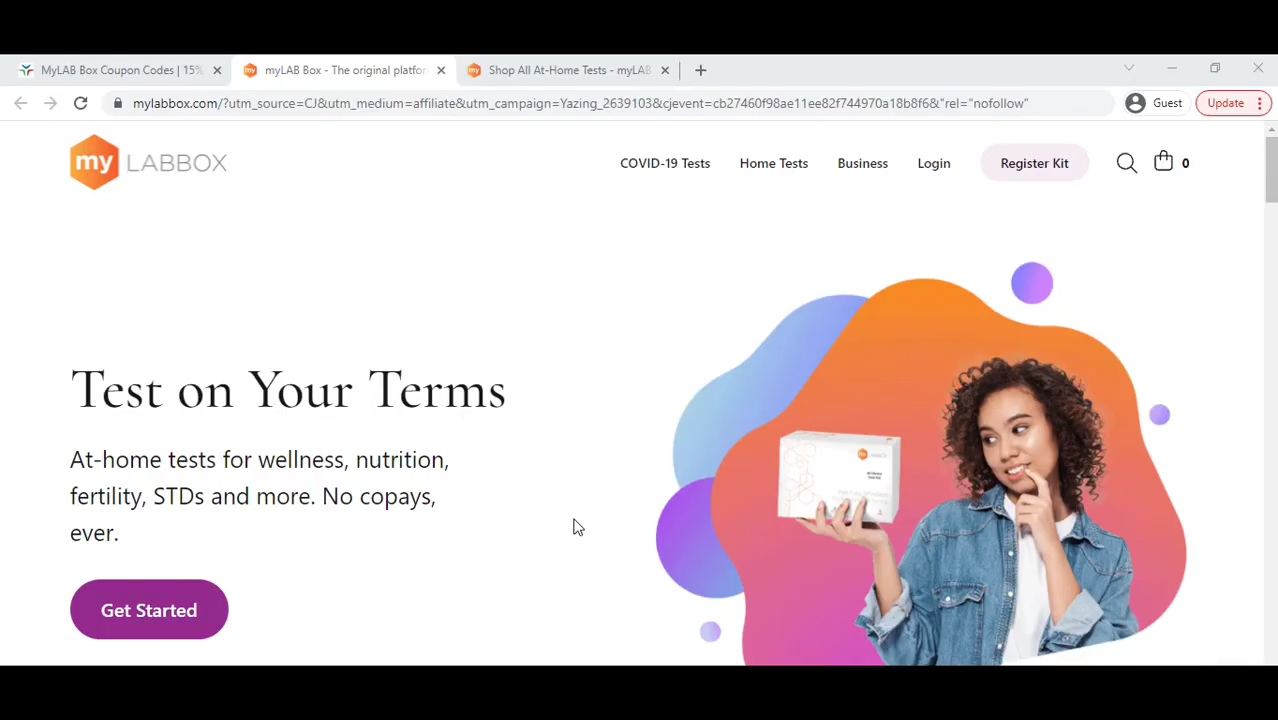 MyLAB Box Coupon Codes | 15%
myLAB Box - The original platfor
Shop All At-Home Tests - myLAB
mylabbox.com/?utm_source=CJ&utm_medium=affiliate&utm_campaign=Yazing_2639103&cjevent=cb27460f98ae11ee82f744970a18b8f6&"rel="nofollow"
Guest
Update
my LABBOX
COVID-19 Tests
Home Tests
Business
Login
Register Kit
0
Test on Your Terms
At-home tests for wellness, nutrition,
fertility, STDs and more. No copays,
ever.
Get Started
my LABBOX